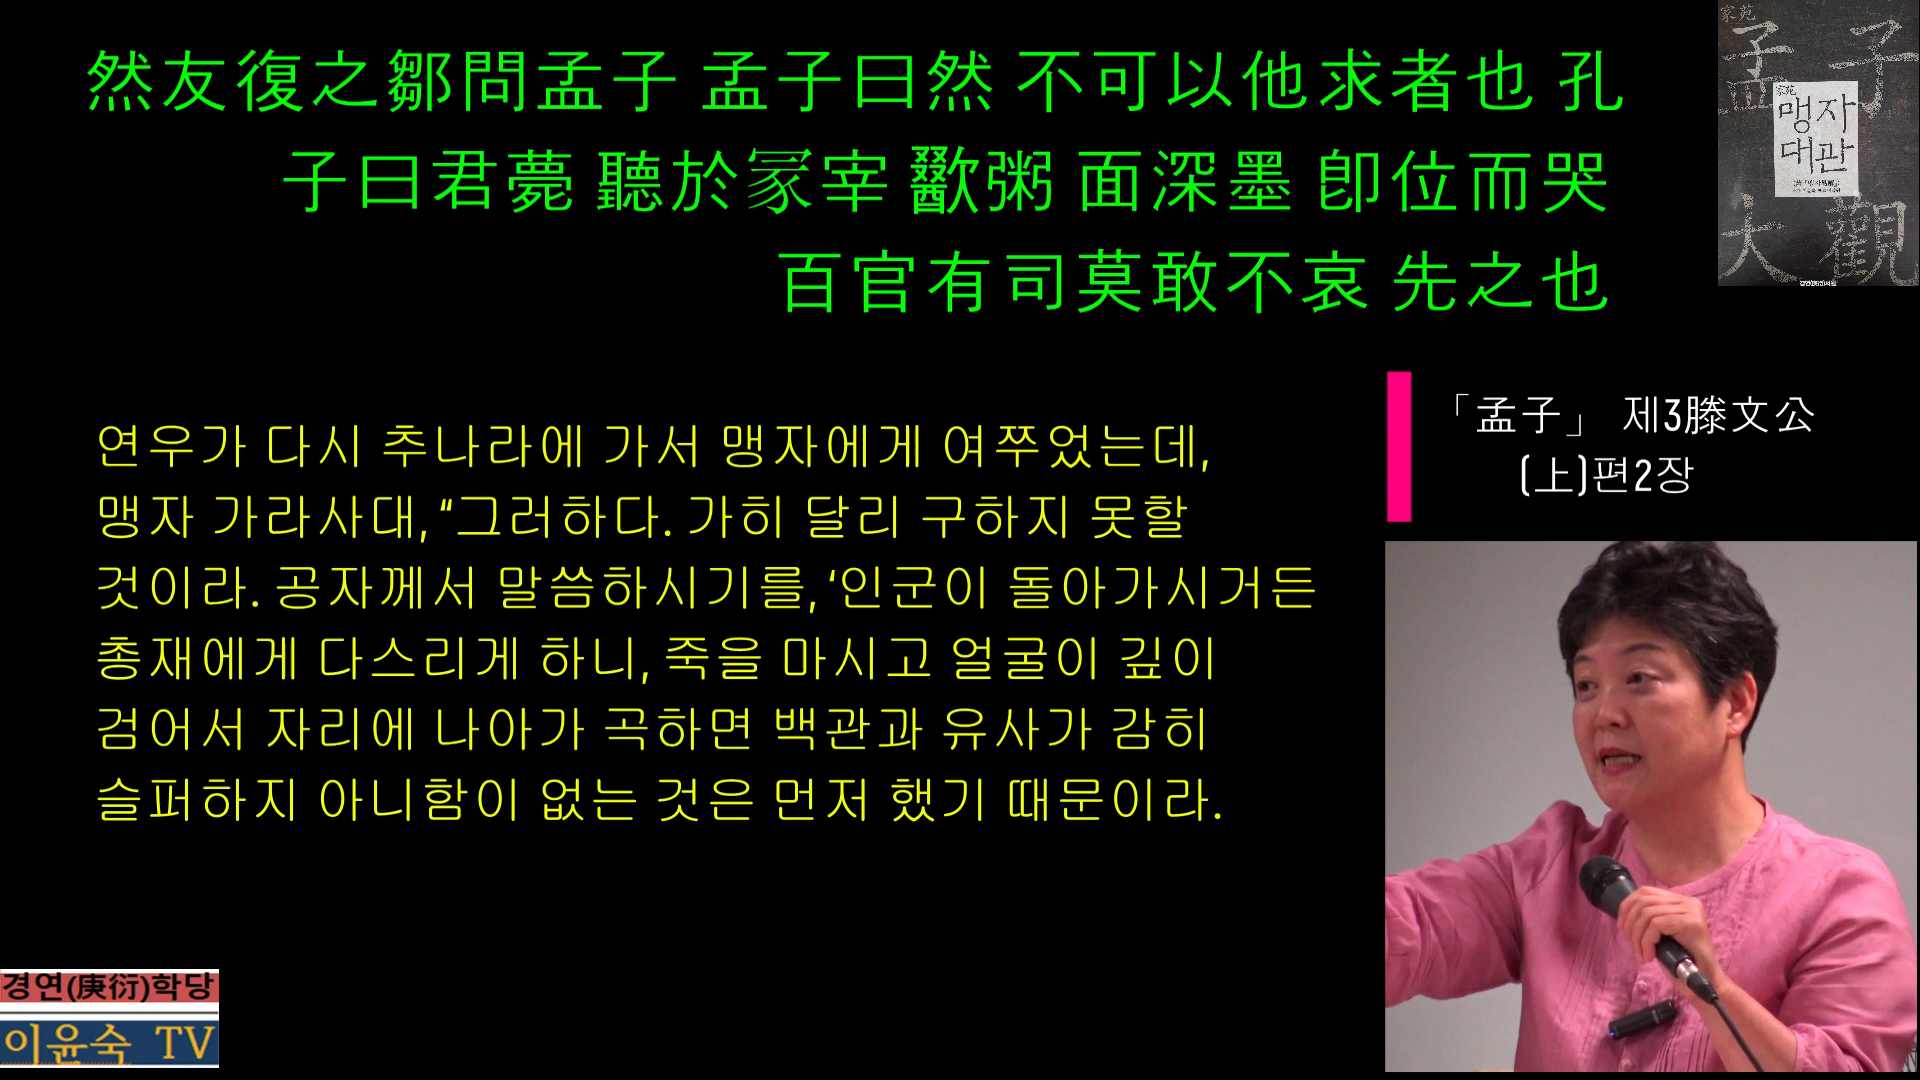 然友復之鄒問孟子 孟子曰然 不可以他求者也 孔
子曰君薨 聽於冢宰 歠粥 面深墨 卽位而哭
百官有司莫敢不哀 先之也
家苑
孟子
家苑
맹자
대관
大觀
「孟子」 제3滕文公
(上)편2장
연우가 다시 추나라에 가서 맹자에게 여쭈었는데,
맹자 가라사대, “그러하다. 가히 달리 구하지 못할
것이라. 공자께서 말씀하시기를, ‘인군이 돌아가시거든
총재에게 다스리게 하니, 죽을 마시고 얼굴이 깊이
검어서 자리에 나아가 곡하면 백관과 유사가 감히
슬퍼하지 아니함이 없는 것은 먼저 했기 때문이라.
경연(庚衍)학당
이윤숙 TV